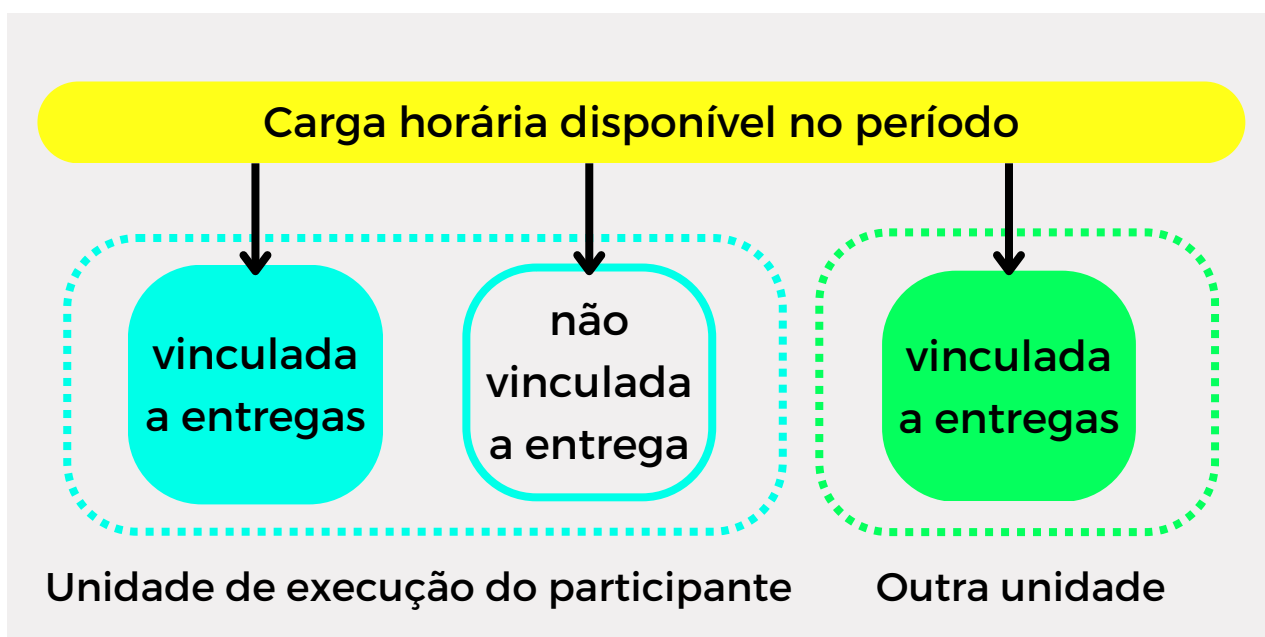 Carga horária disponível no período
vinculada
a entregas
não
vinculada
a entrega
vinculada
a entregas
Unidade de execução do participante
Outra unidade